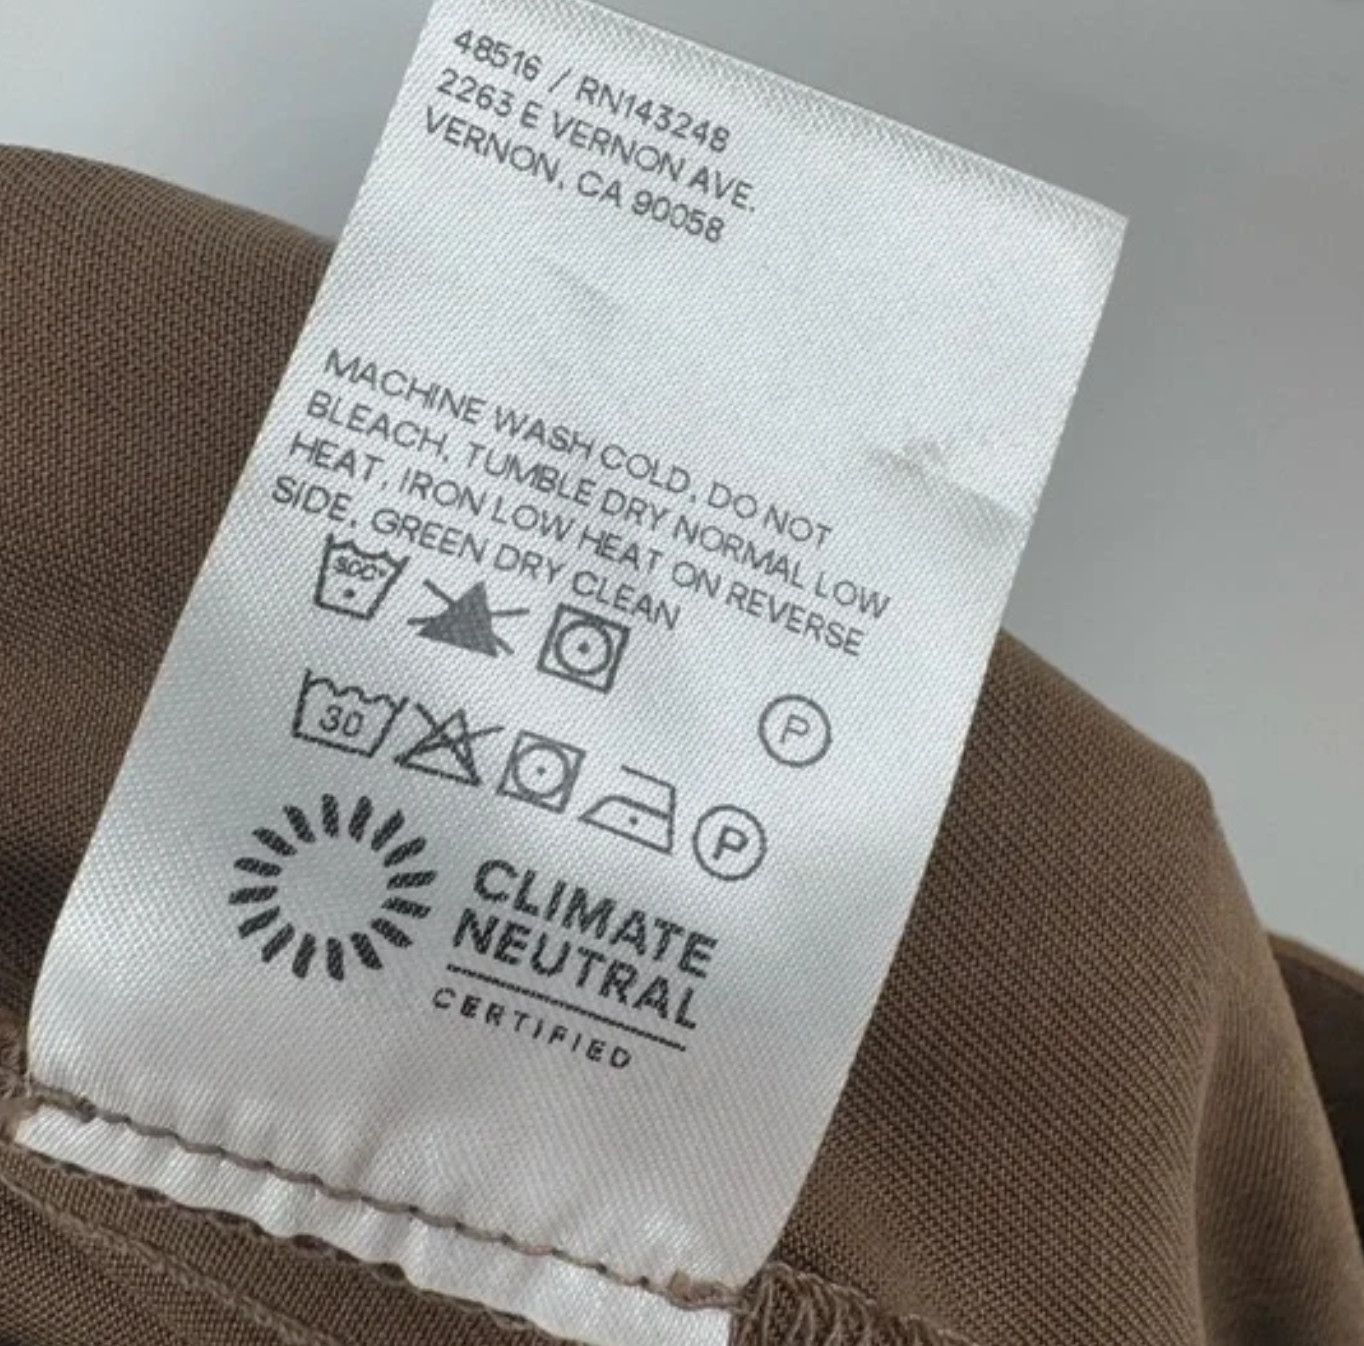 48516 / RN143248
2263 E VERNON AVE.
VERNON, CA 90058
MACHINE WASH COLD, DO NOT
BLEACH, TUMBLE DRY NORMAL LOW
HEAT, IRON LOW HEAT ON REVERSE
SIDE, GREEN DRY CLEAN
P
30
P
CLIMATE
NEUTRAL
CERTIFIED